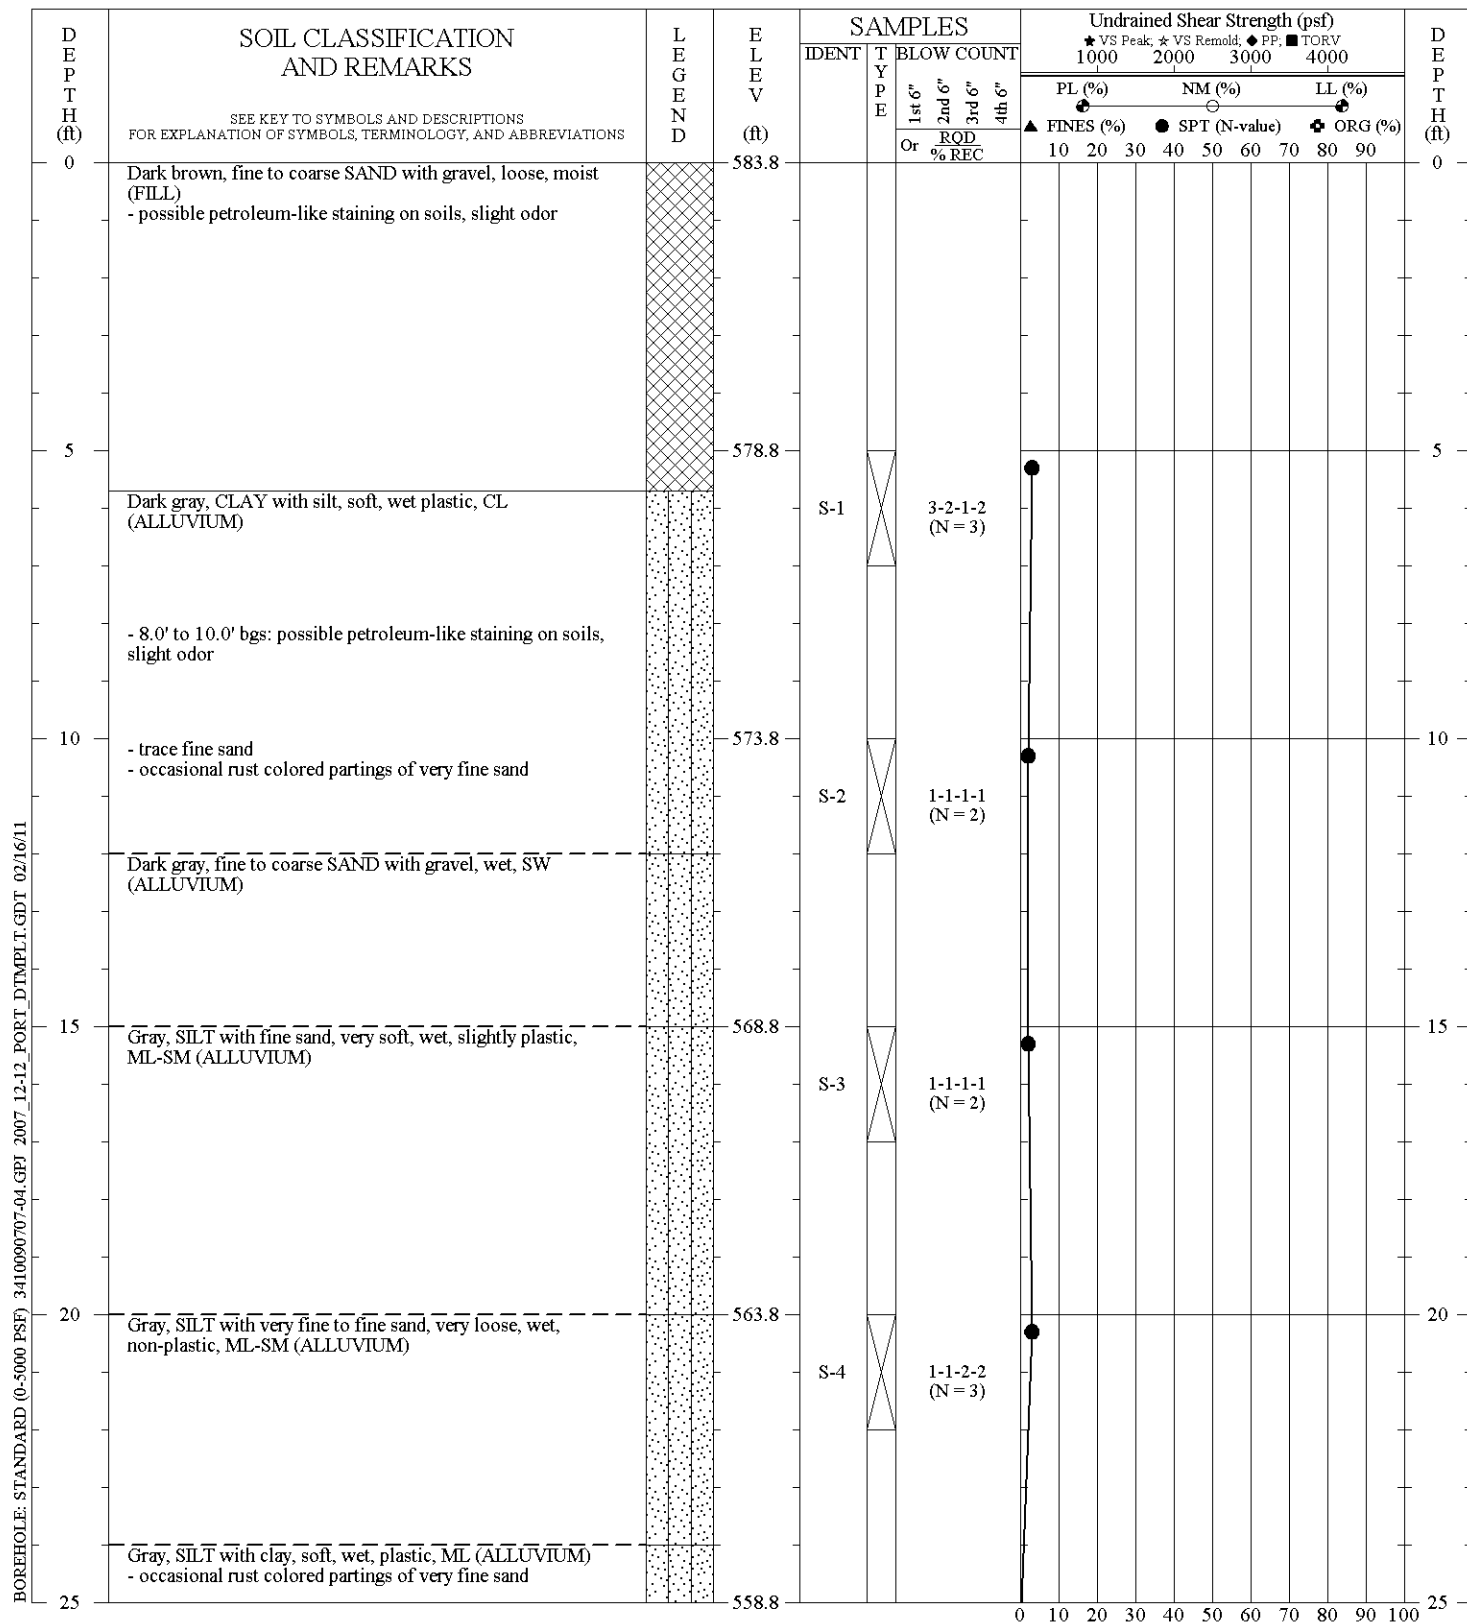 DEPTH (ft)
SOIL CLASSIFICATION
AND REMARKS
SEE KEY TO SYMBOLS AND DESCRIPTIONS
FOR EXPLANATION OF SYMBOLS, TERMINOLOGY, AND ABBREVIATIONS
LEGEND
ELEV (ft)
SAMPLES
IDENT
TYPE
BLOW COUNT
1st 6"
2nd 6"
3rd 6"
4th 6"
Or RQD
% REC
Undrained Shear Strength (psf)
★ VS Peak; ☆ VS Remold; ◆ PP; ■ TORV
1000 2000 3000 4000
PL (%) NM (%) LL (%)
▲ FINES (%) ● SPT (N-value) ✚ ORG (%)
10 20 30 40 50 60 70 80 90
DEPTH (ft)
0
Dark brown, fine to coarse SAND with gravel, loose, moist
(FILL)
- possible petroleum-like staining on soils, slight odor
583.8
0
5
578.8
5
Dark gray, CLAY with silt, soft, wet plastic, CL
(ALLUVIUM)
S-1
3-2-1-2
(N = 3)
- 8.0' to 10.0' bgs: possible petroleum-like staining on soils,
slight odor
10
573.8
10
- trace fine sand
- occasional rust colored partings of very fine sand
S-2
1-1-1-1
(N = 2)
Dark gray, fine to coarse SAND with gravel, wet, SW
(ALLUVIUM)
15
568.8
15
Gray, SILT with fine sand, very soft, wet, slightly plastic,
ML-SM (ALLUVIUM)
S-3
1-1-1-1
(N = 2)
20
563.8
20
Gray, SILT with very fine to fine sand, very loose, wet,
non-plastic, ML-SM (ALLUVIUM)
S-4
1-1-2-2
(N = 3)
Gray, SILT with clay, soft, wet, plastic, ML (ALLUVIUM)
- occasional rust colored partings of very fine sand
25
558.8
25
0 10 20 30 40 50 60 70 80 90 100
BOREHOLE: STANDARD (0-5000 PSF) 3410090707-04.GPJ 2007_12-12_PORT_DTMPLT.GDT 02/16/11